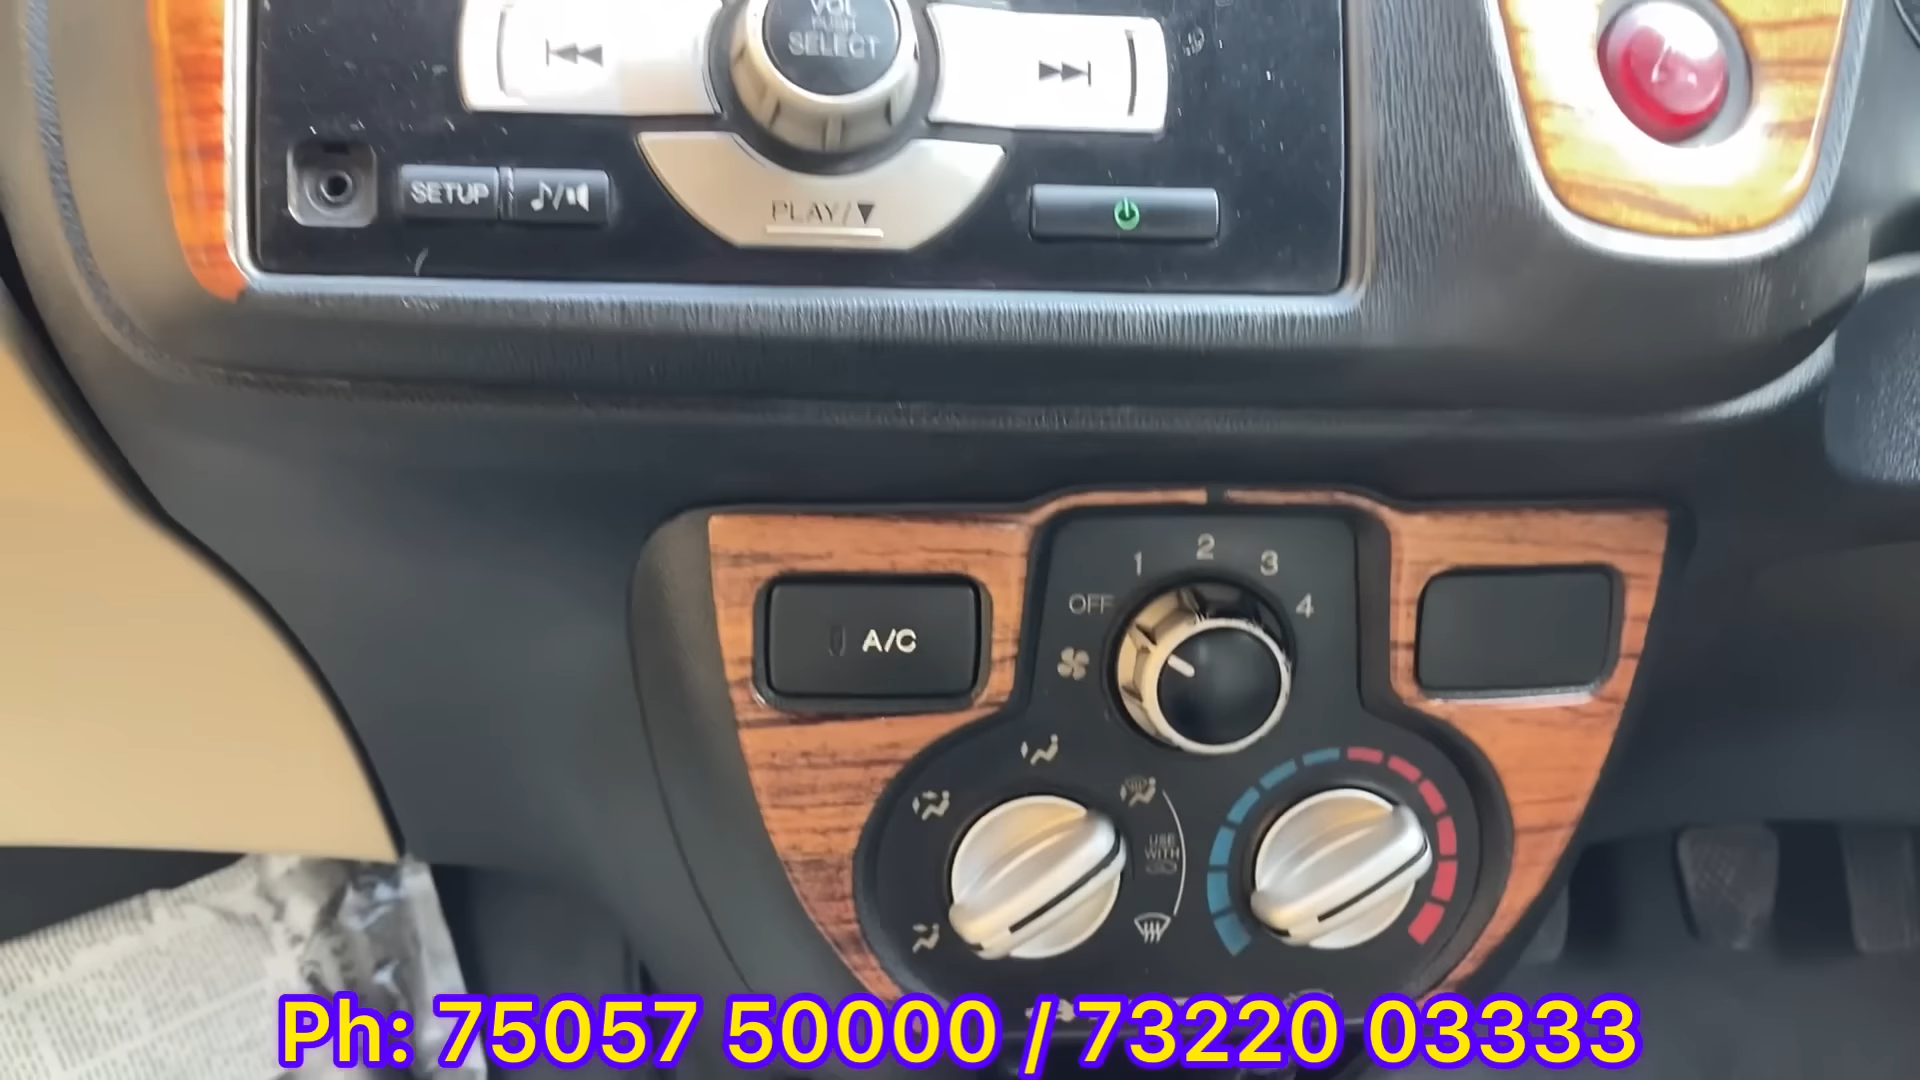 VOL
PUSH
SELECT
SETUP
PLAY/▼
1 2 3 4
OFF
A/C
USE
WITH
Ph: 75057 50000 / 73220 03333